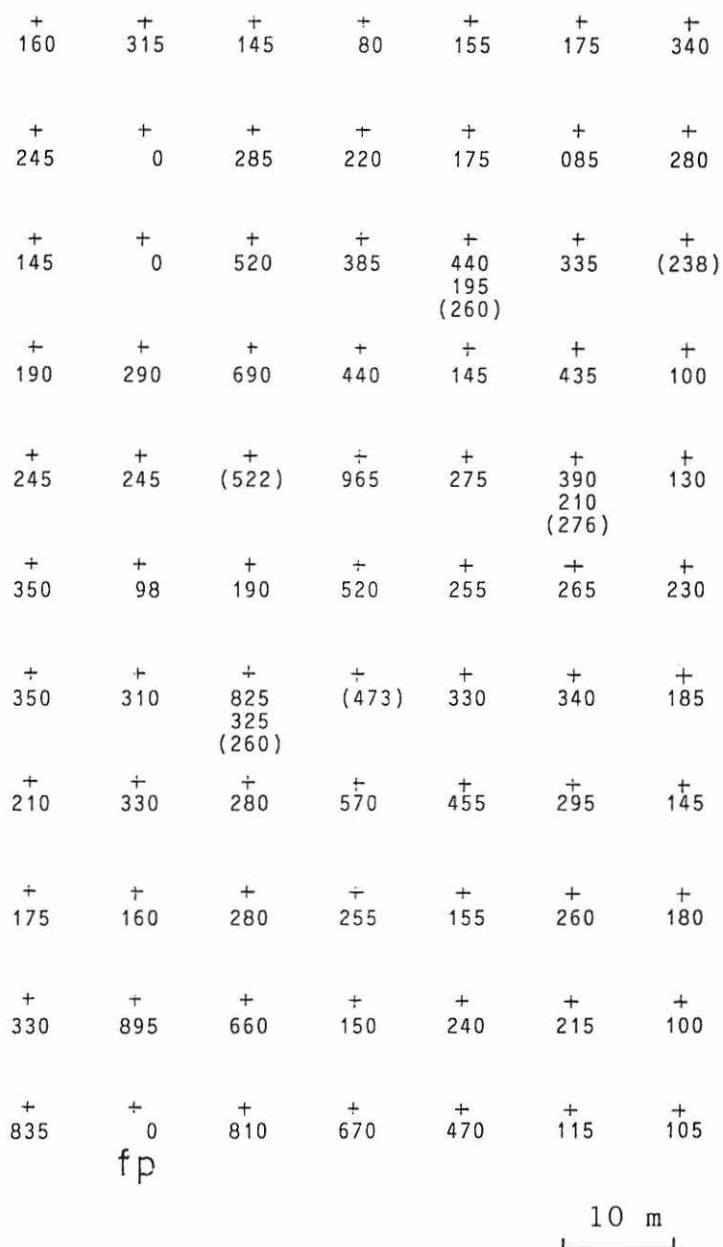 + + + + + + +
160 315 145 80 155 175 340
+ + + + + + +
245 0 285 220 175 085 280
+ + + + + + +
145 0 520 385 440 335 (238)
195
(260)
+ + + + + + +
190 290 690 440 145 435 100
+ + + + + + +
245 245 (522) 965 275 390 130
210
(276)
+ + + + + + +
350 98 190 520 255 265 230
+ + + + + + +
350 310 825 (473) 330 340 185
325
(260)
+ + + + + + +
210 330 280 570 455 295 145
+ + + + + + +
175 160 280 255 155 260 180
+ + + + + + +
330 895 660 150 240 215 100
+ + + + + + +
835 0 810 670 470 115 105
fp
10 m